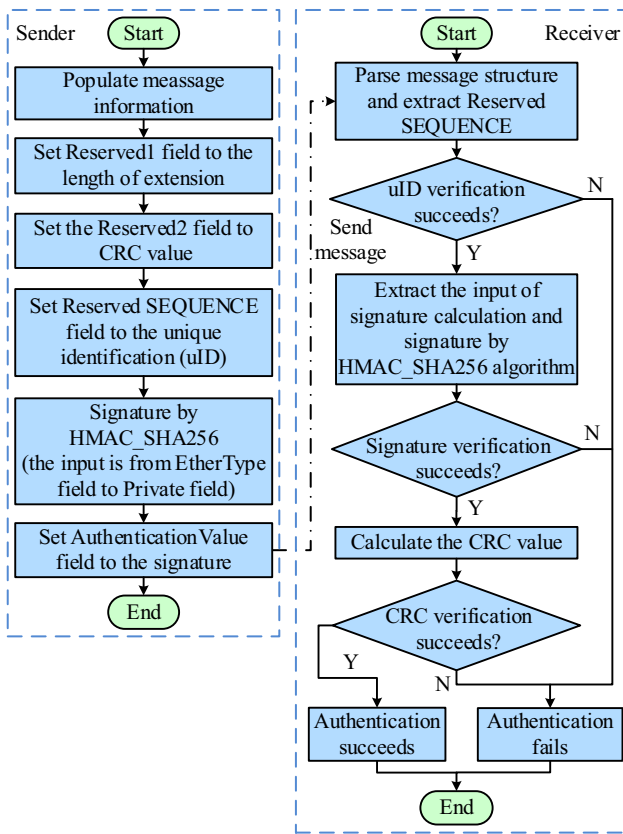 Sender
Start
Populate meassage
information
Set Reserved1 field to the
length of extension
Set the Reserved2 field to
CRC value
Set Reserved SEQUENCE
field to the unique
identification (uID)
Signature by
HMAC_SHA256
(the input is from EtherType
field to Private field)
Set AuthenticationValue
field to the signature
End
Send
message
Receiver
Start
Parse message structure
and extract Reserved
SEQUENCE
uID verification
succeeds?
N
Y
Extract the input of
signature calculation and
signature by
HMAC_SHA256 algorithm
Signature verification
succeeds?
N
Y
Calculate the CRC value
CRC verification
succeeds?
Y
N
Authentication
succeeds
Authentication
fails
End